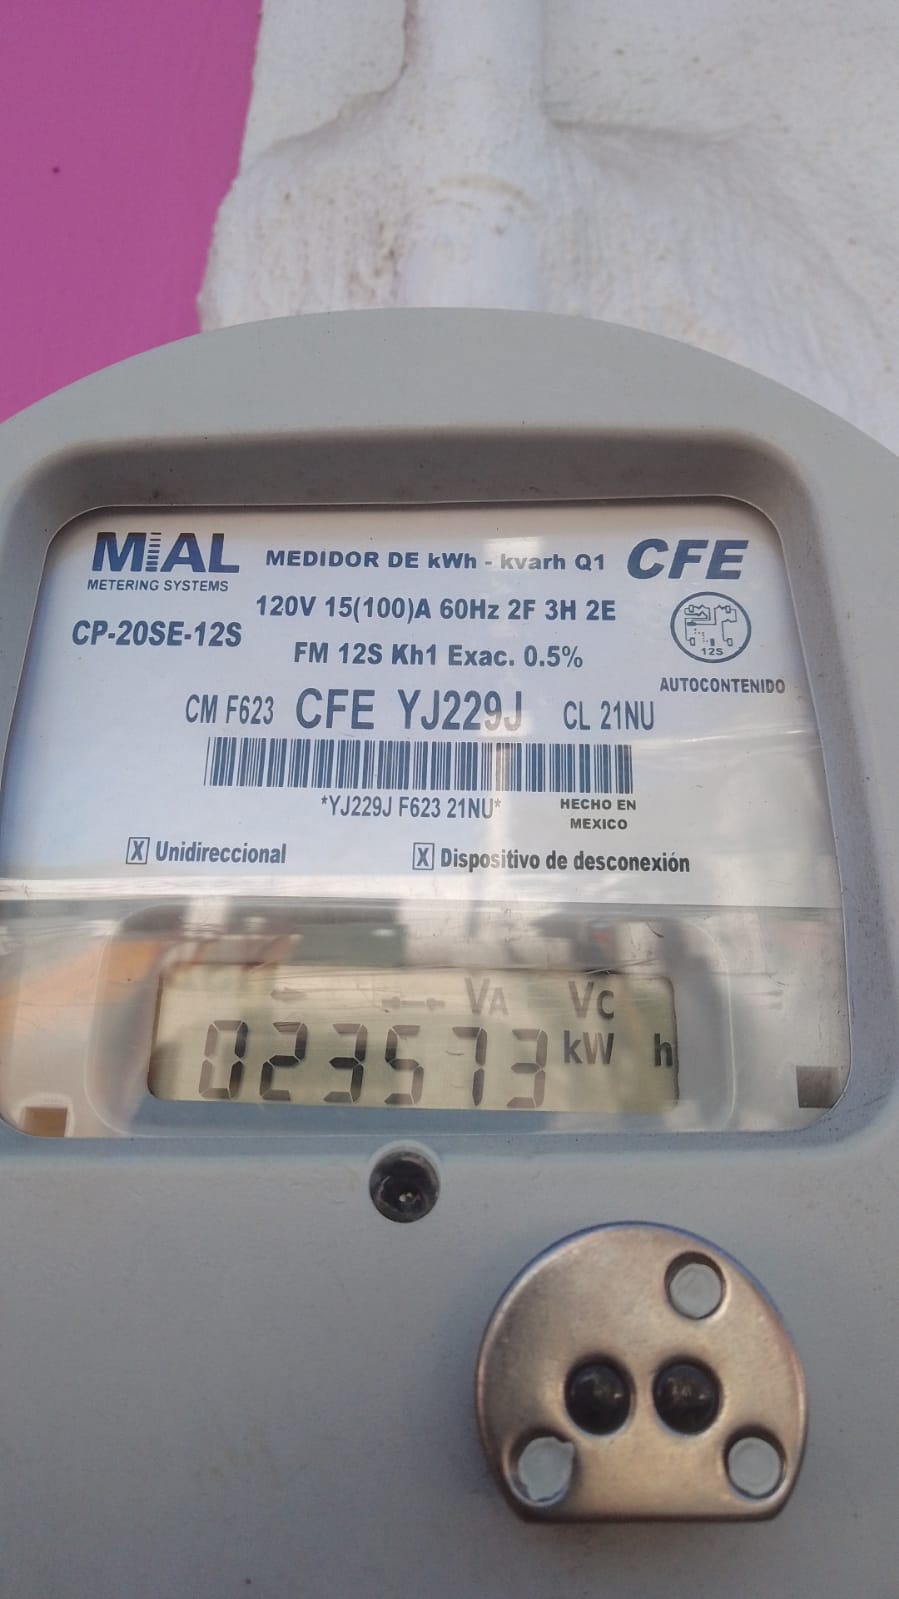 MIAL
METERING SYSTEMS
MEDIDOR DE kWh - kvarh Q1
CFE
CP-20SE-12S
120V 15(100)A 60Hz 2F 3H 2E
FM 12S Kh1 Exac. 0.5%
12S
AUTOCONTENIDO
CM F623 CFE YJ229J CL 21NU
*YJ229J F623 21NU*
HECHO EN
MEXICO
X Unidireccional
X Dispositivo de desconexión
VA VC
023573 kW h